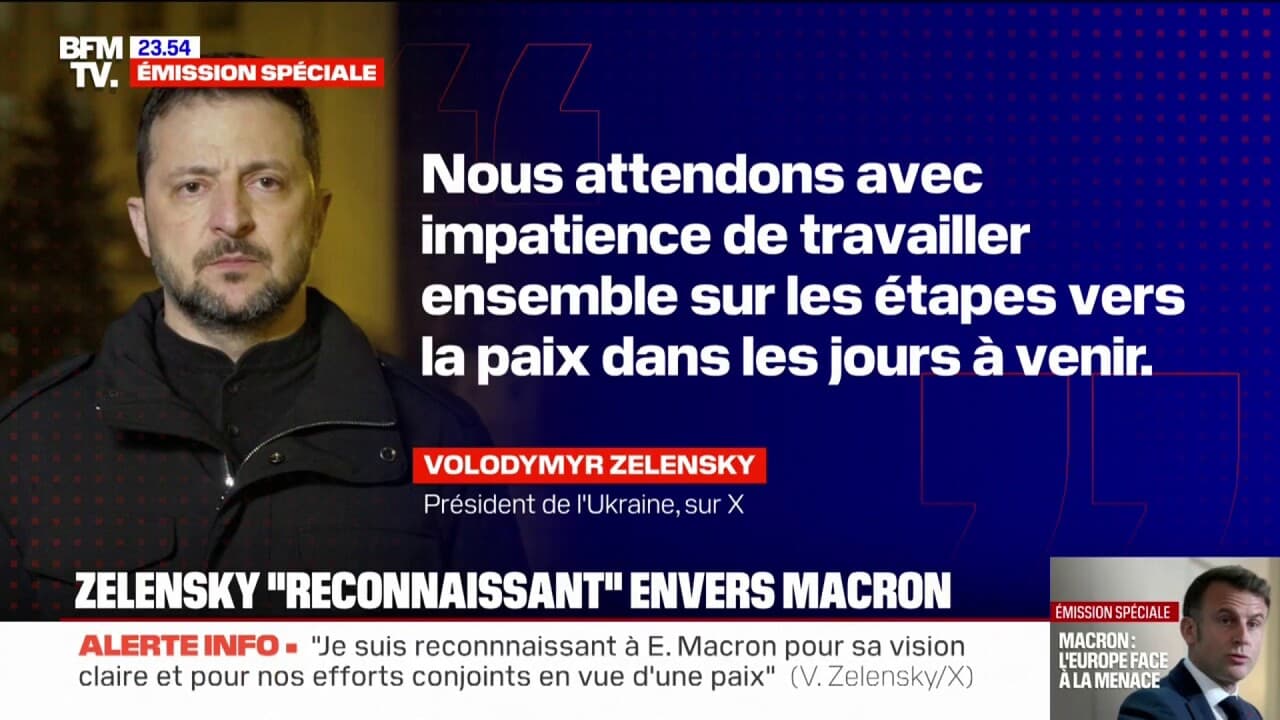 BFM
TV.
23.54
ÉMISSION SPÉCIALE
Nous attendons avec
impatience de travailler
ensemble sur les étapes vers
la paix dans les jours à venir.
VOLODYMYR ZELENSKY
Président de l'Ukraine, sur X
ZELENSKY "RECONNAISSANT" ENVERS MACRON
ALERTE INFO "Je suis reconnnaissant à E. Macron pour sa vision
claire et pour nos efforts conjoints en vue d'une paix" (V. Zelensky/X)
ÉMISSION SPÉCIALE
MACRON :
L'EUROPE FACE
À LA MENACE